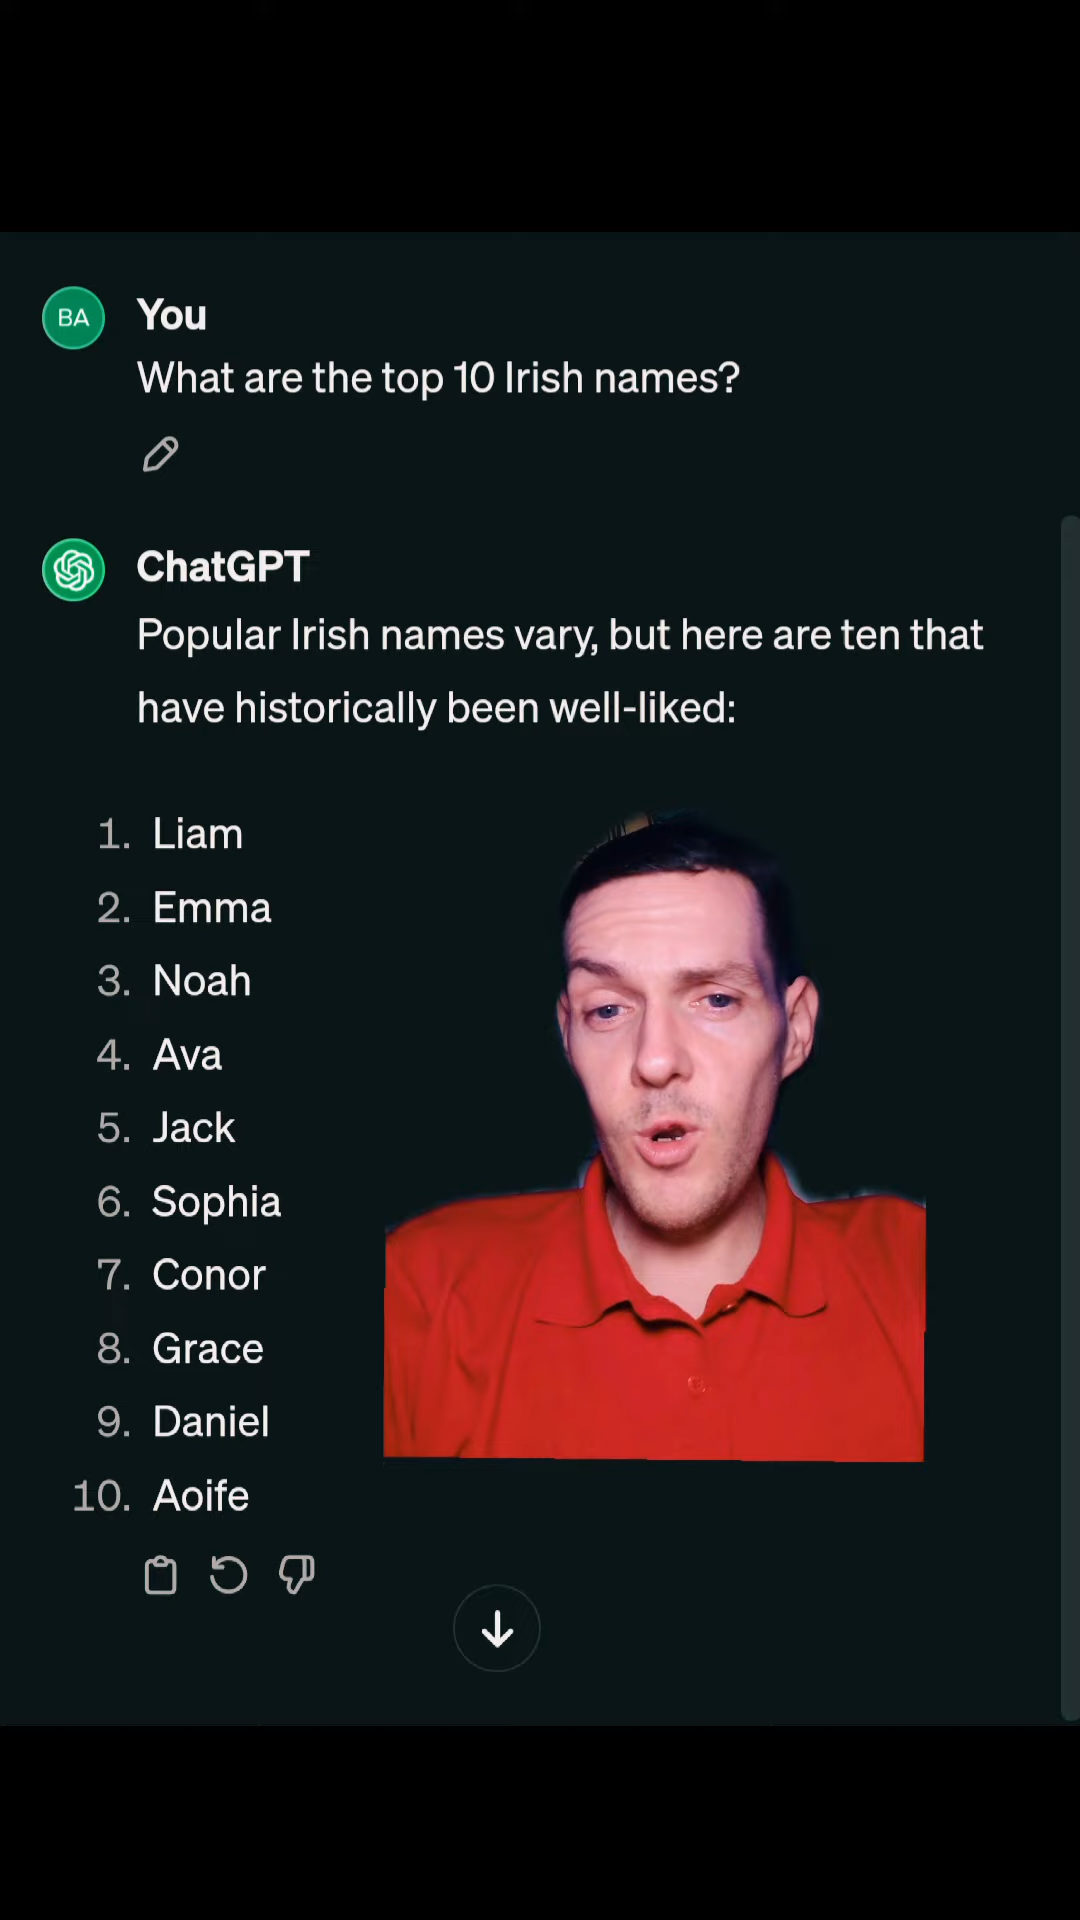 BA
You
What are the top 10 Irish names?
ChatGPT
Popular Irish names vary, but here are ten that
have historically been well-liked:
1. Liam
2. Emma
3. Noah
4. Ava
5. Jack
6. Sophia
7. Conor
8. Grace
9. Daniel
10. Aoife